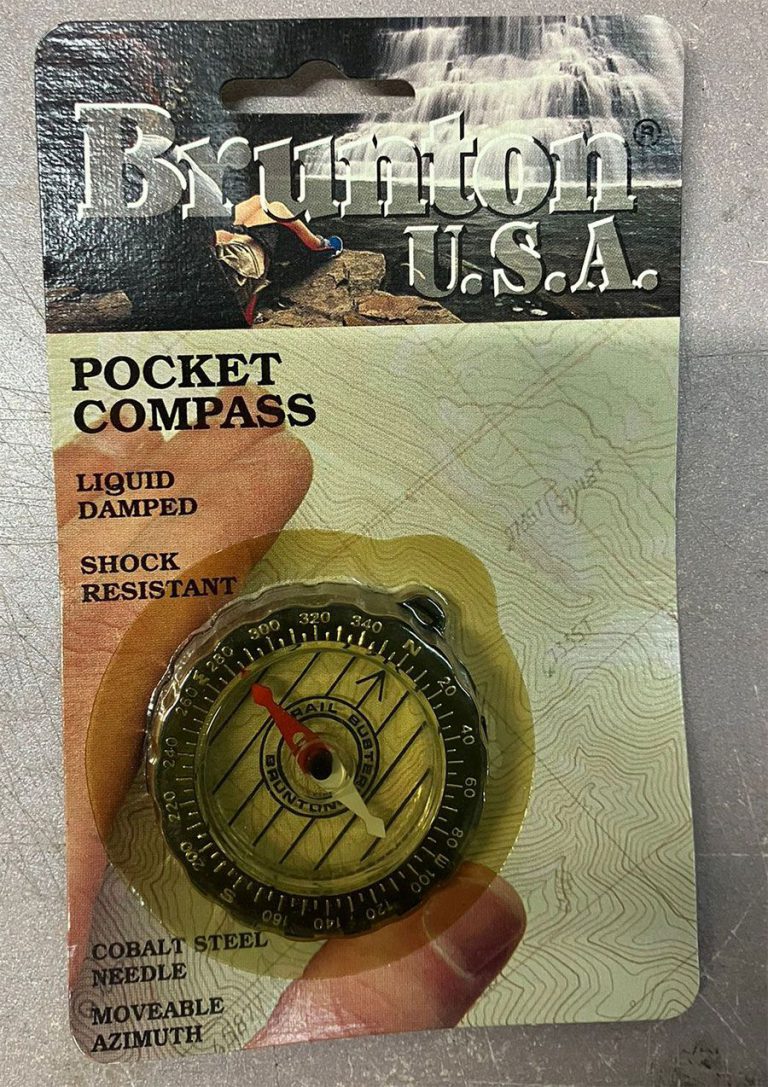 Brunton®
U.S.A.
POCKET
COMPASS
LIQUID
DAMPED
SHOCK
RESISTANT
N
20
40
60
80
E
100
120
140
160
S
200
220
240
260
W
280
300
320
340
TRAIL BUSTER
BRUNTON
COBALT STEEL
NEEDLE
MOVEABLE
AZIMUTH